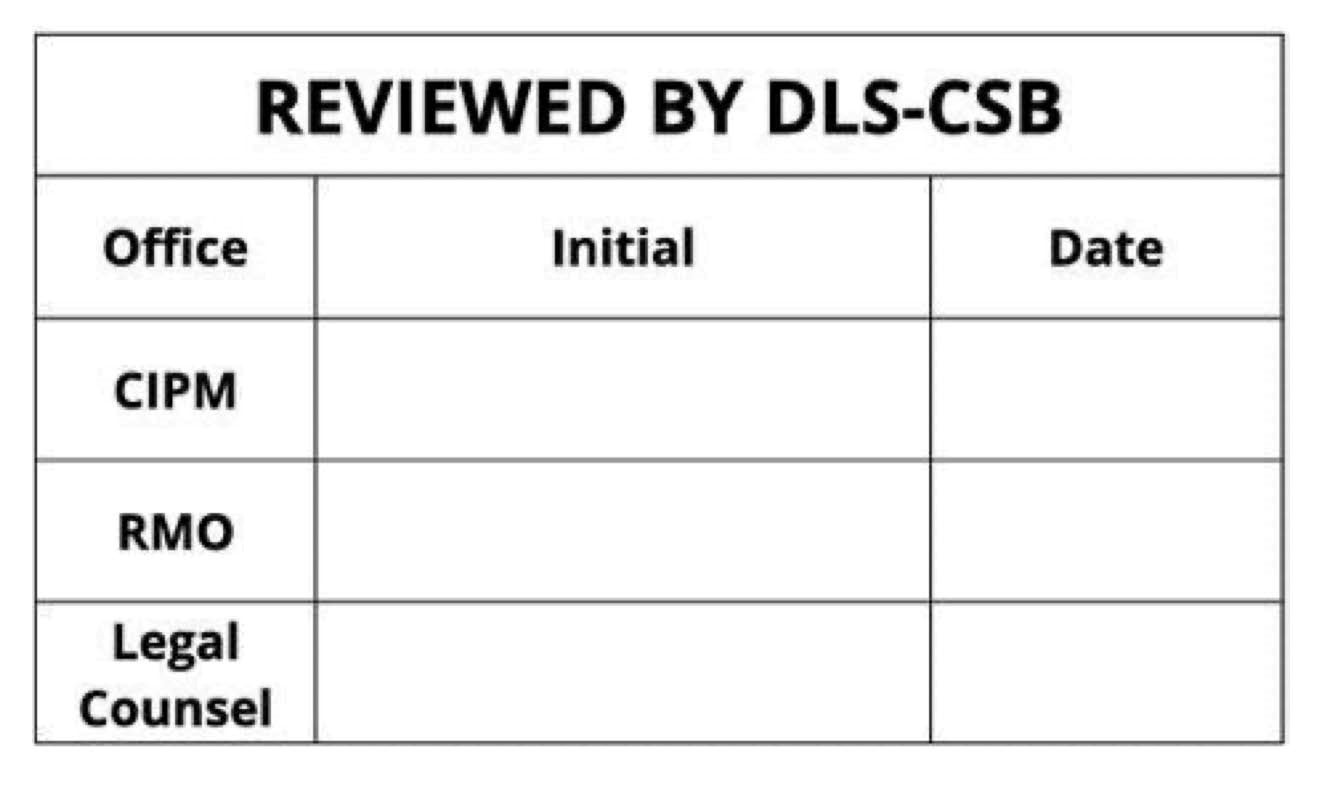 REVIEWED BY DLS-CSB
Office Initial Date
CIPM
RMO
Legal
Counsel